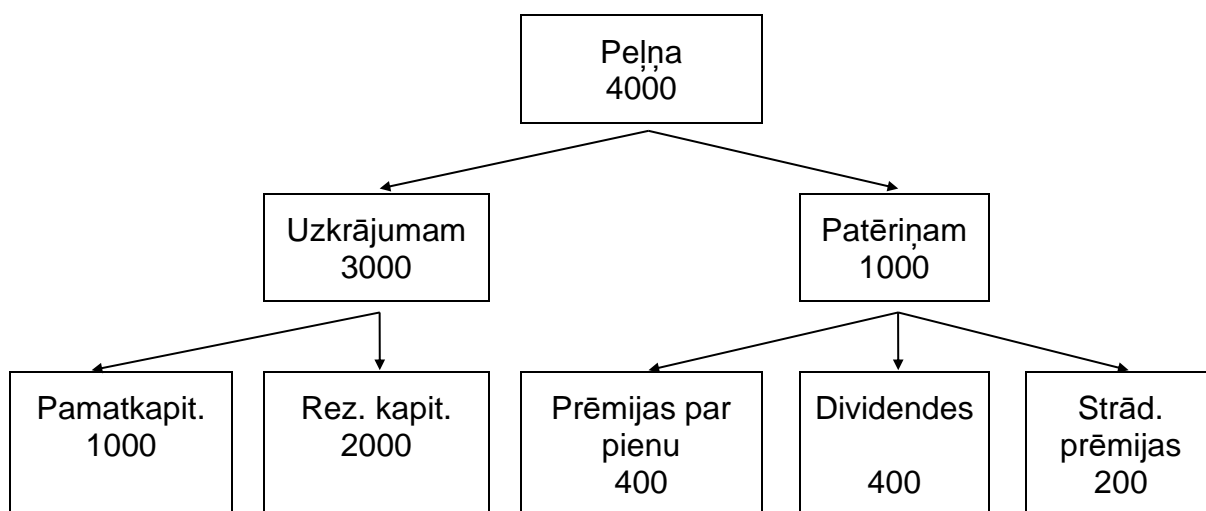 Peļņa
4000
Uzkrājumam
3000
Patēriņam
1000
Pamatkapit.
1000
Rez. kapit.
2000
Prēmijas par
pienu
400
Dividendes
400
Strād.
prēmijas
200